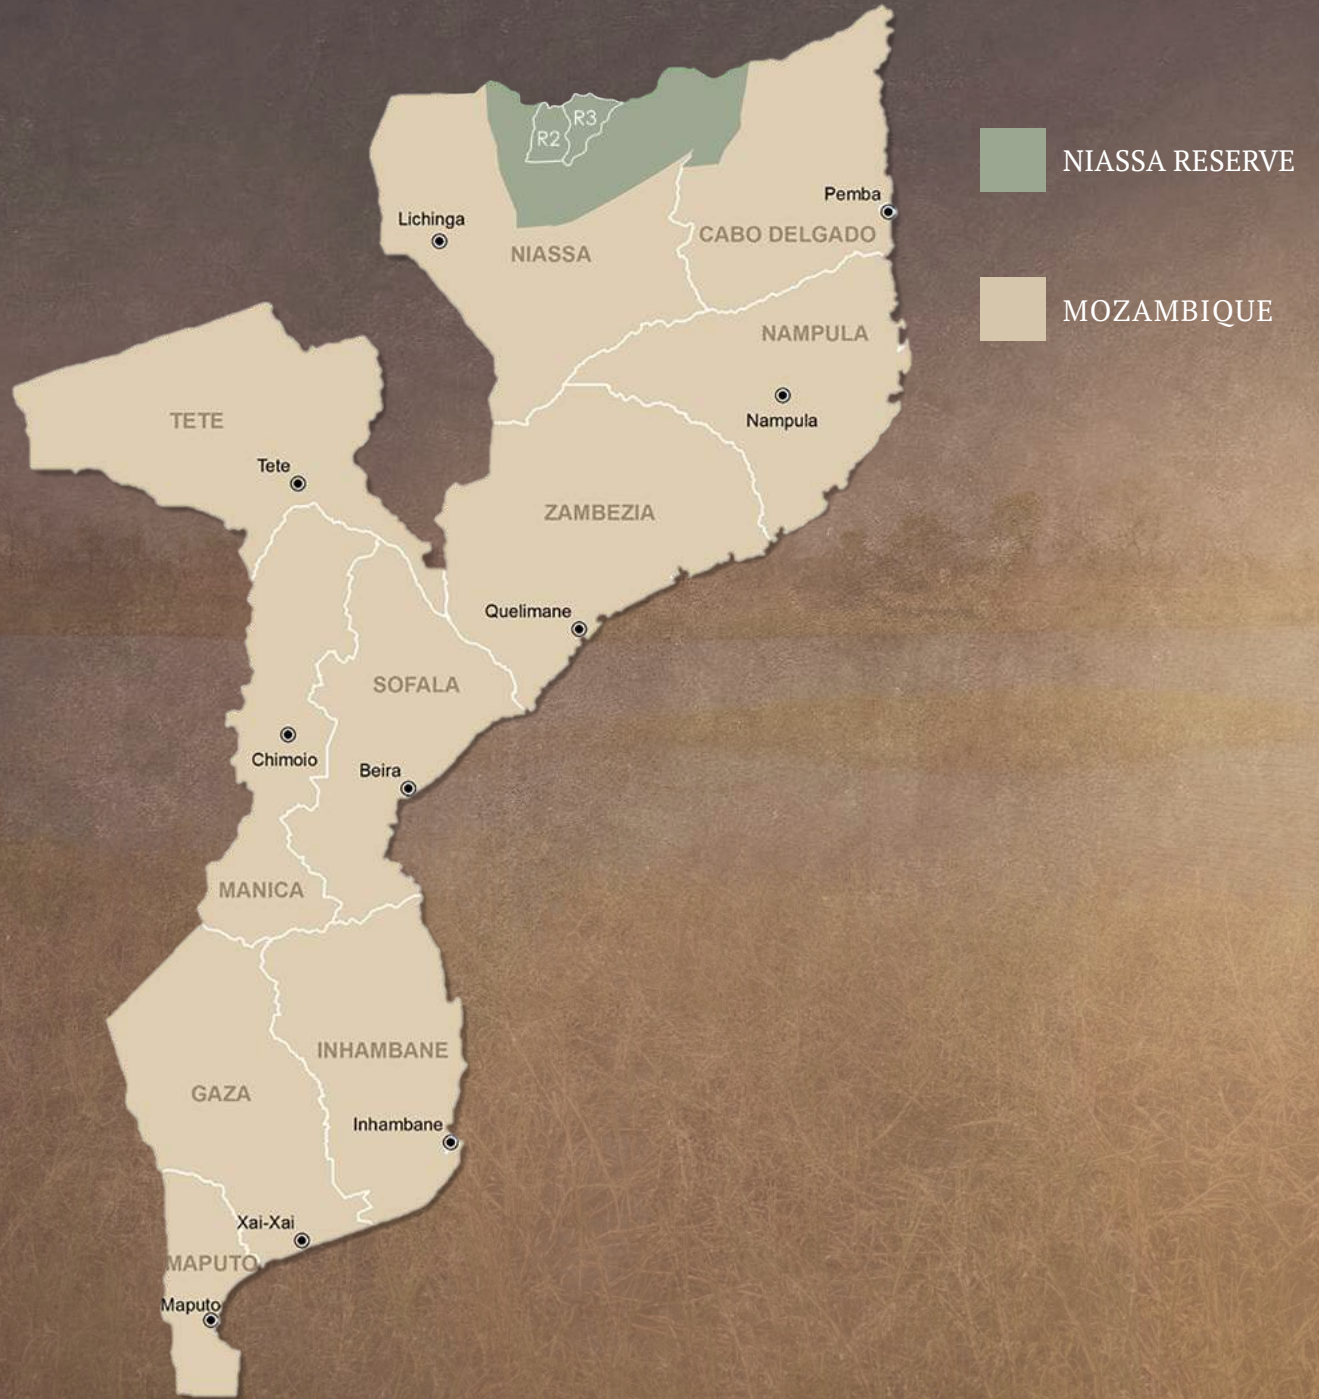 R3
R2
NIASSA RESERVE
Pemba
Lichinga
CABO DELGADO
NIASSA
MOZAMBIQUE
NAMPULA
TETE
Nampula
Tete
ZAMBEZIA
Quelimane
SOFALA
Chimoio
Beira
MANICA
INHAMBANE
GAZA
Inhambane
Xai-Xai
MAPUTO
Maputo